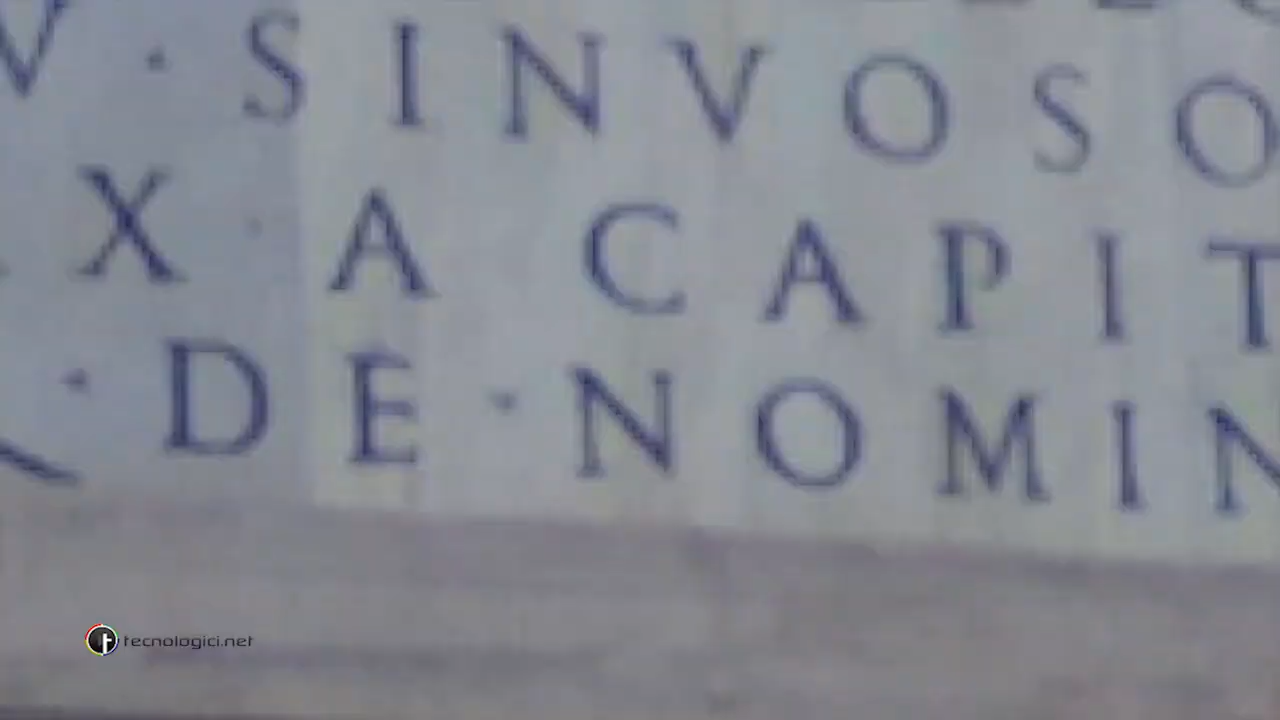 V · SINVOSO
X · A CAPIT
· DE · NOMIN
tecnologici.net